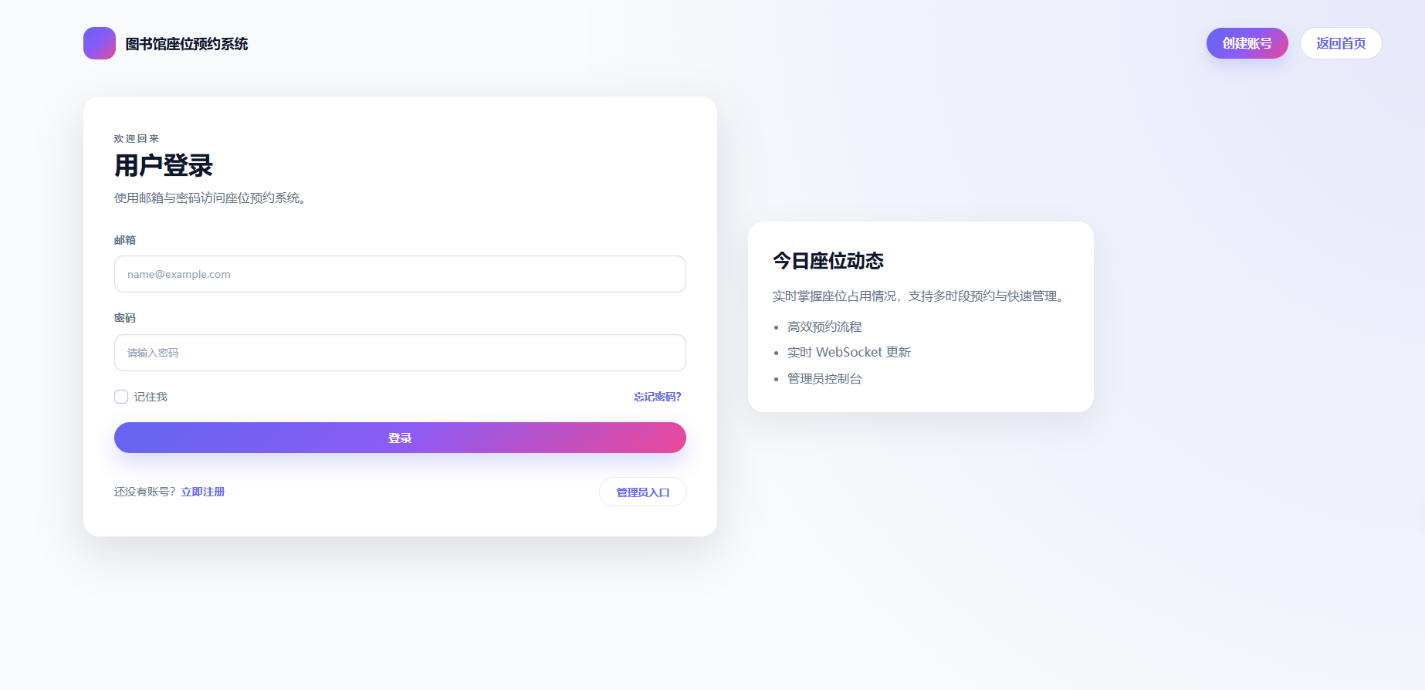 图书馆座位预约系统
创建账号
返回首页
欢迎回来
用户登录
使用邮箱与密码访问座位预约系统。
邮箱
name@example.com
密码
请输入密码
记住我
忘记密码?
登录
还没有账号? 立即注册
管理员入口
今日座位动态
实时掌握座位占用情况，支持多时段预约与快速管理。
• 高效预约流程
• 实时 WebSocket 更新
• 管理员控制台